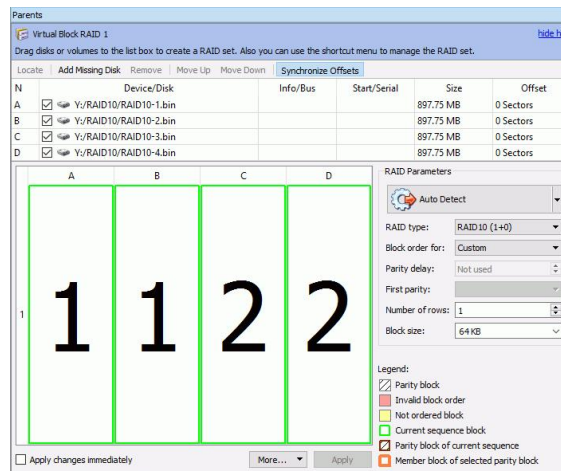 Parents
Virtual Block RAID 1 hide h
Drag disks or volumes to the list box to create a RAID set. Also you can use the shortcut menu to manage the RAID set.
Locate Add Missing Disk Remove Move Up Move Down Synchronize Offsets
N Device/Disk Info/Bus Start/Serial Size Offset
A Y:/RAID10/RAID10-1.bin 897.75 MB 0 Sectors
B Y:/RAID10/RAID10-2.bin 897.75 MB 0 Sectors
C Y:/RAID10/RAID10-3.bin 897.75 MB 0 Sectors
D Y:/RAID10/RAID10-4.bin 897.75 MB 0 Sectors
A B C D
1 1 1 2 2
RAID Parameters
Auto Detect
RAID type: RAID10 (1+0)
Block order for: Custom
Parity delay: Not used
First parity:
Number of rows: 1
Block size: 64 KB
Legend:
Parity block
Invalid block order
Not ordered block
Current sequence block
Parity block of current sequence
Member block of selected parity block
Apply changes immediately More... Apply